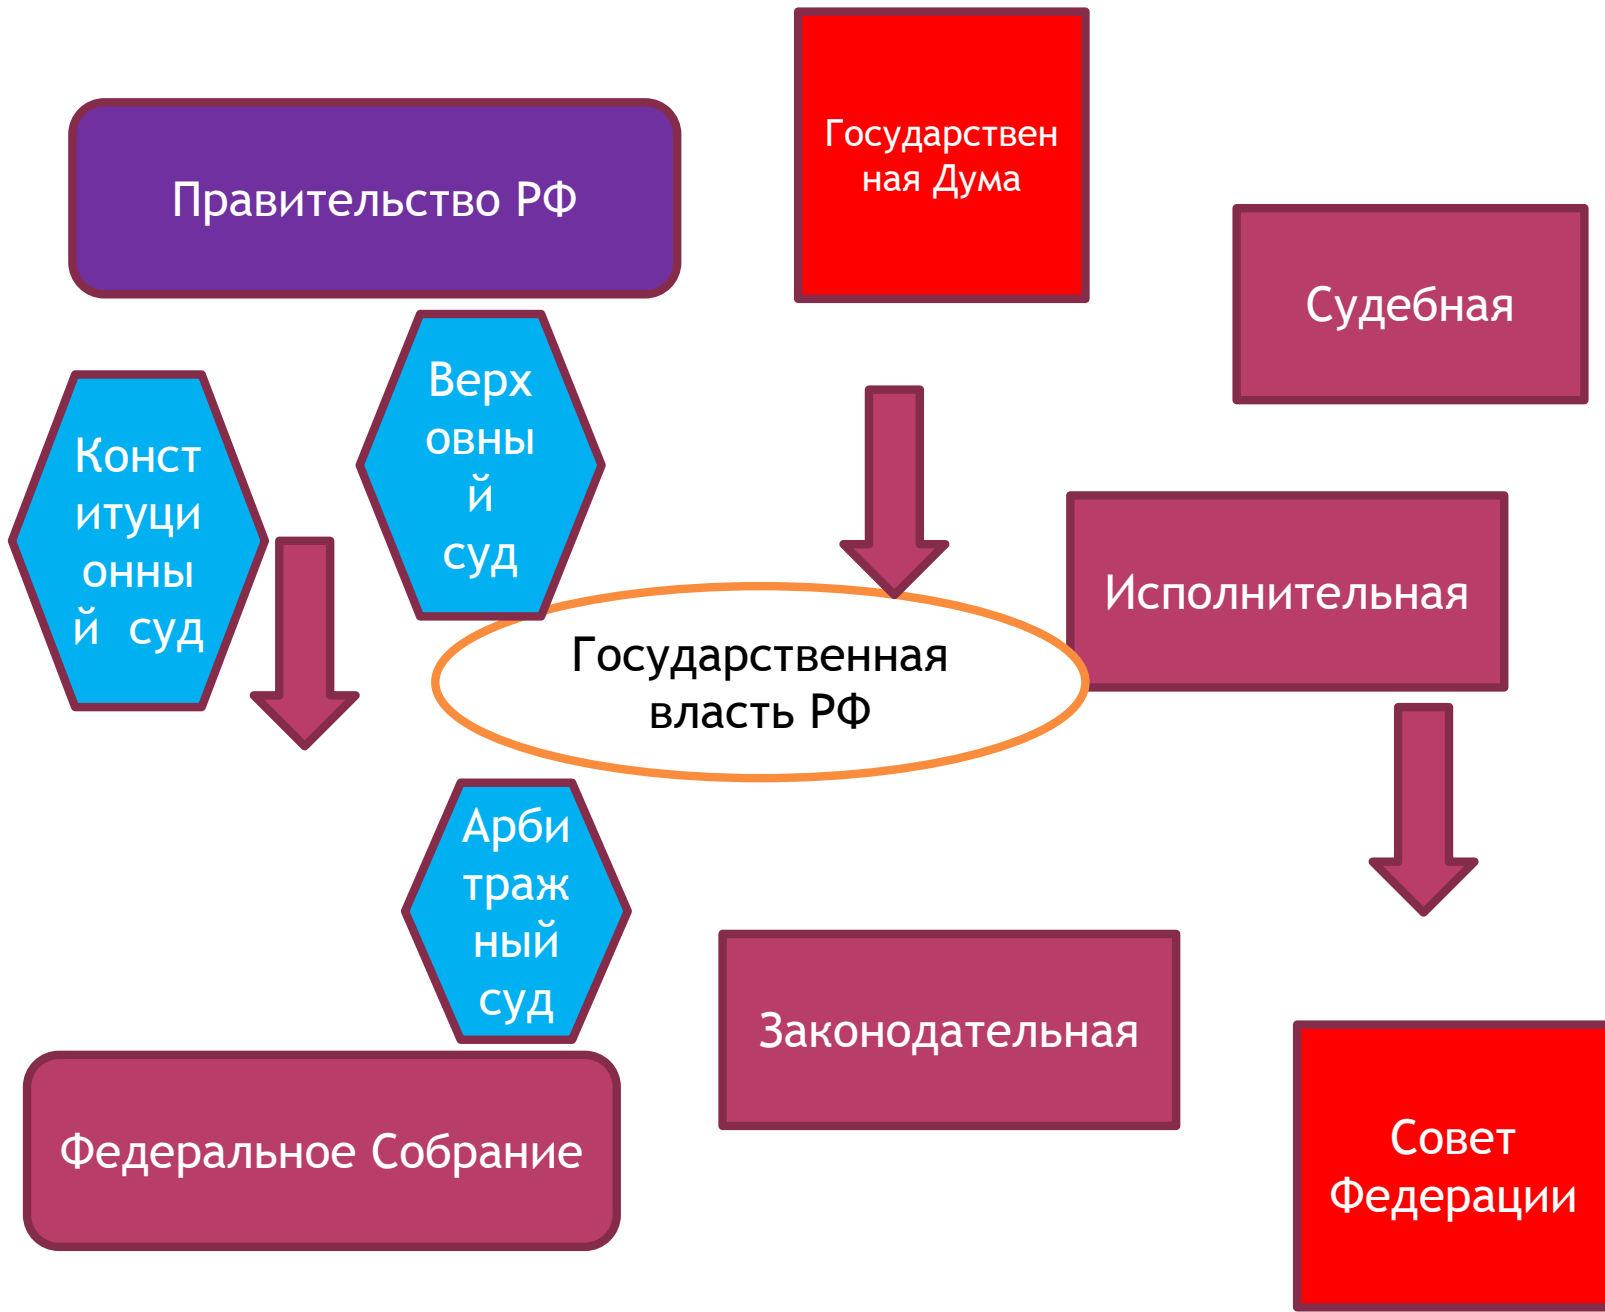 Государствен
ная Дума
Правительство РФ
Судебная
Верх
овны
й
суд
Конст
итуци
онны
й суд
Исполнительная
Государственная
власть РФ
Арби
траж
ный
суд
Законодательная
Федеральное Собрание
Совет
Федерации